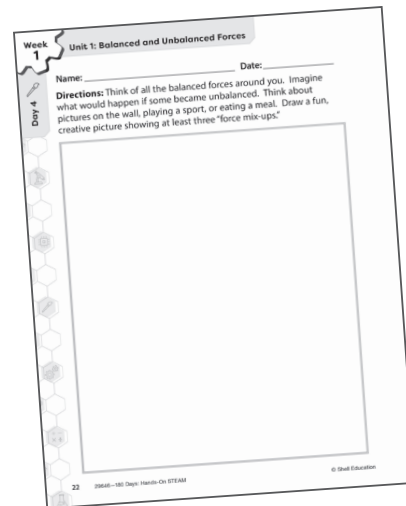 Week
1
Unit 1: Balanced and Unbalanced Forces
Day 4
Name: Date:
Directions: Think of all the balanced forces around you. Imagine
what would happen if some became unbalanced. Think about
pictures on the wall, playing a sport, or eating a meal. Draw a fun,
creative picture showing at least three “force mix-ups.”
22 29646—180 Days: Hands-On STEAM © Shell Education